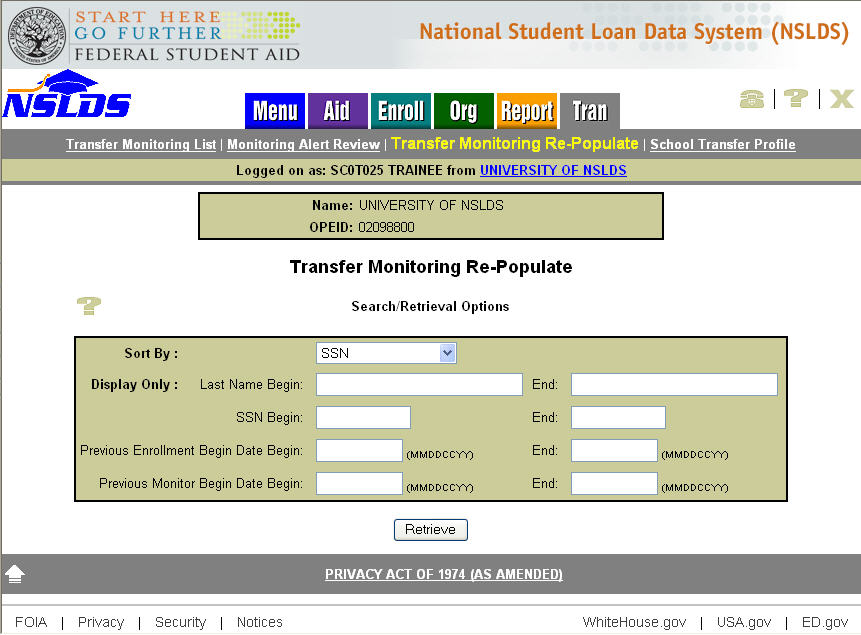 START HERE
GO FURTHER
FEDERAL STUDENT AID
National Student Loan Data System (NSLDS)
NSLDS
Menu Aid Enroll Org Report Tran
Transfer Monitoring List | Monitoring Alert Review | Transfer Monitoring Re-Populate | School Transfer Profile
Logged on as: SC0T025 TRAINEE from UNIVERSITY OF NSLDS
Name: UNIVERSITY OF NSLDS
OPEID: 02098800
Transfer Monitoring Re-Populate
?
Search/Retrieval Options
Sort By : SSN
Display Only : Last Name Begin: End:
SSN Begin: End:
Previous Enrollment Begin Date Begin: (MMDDCCYY) End: (MMDDCCYY)
Previous Monitor Begin Date Begin: (MMDDCCYY) End: (MMDDCCYY)
Retrieve
PRIVACY ACT OF 1974 (AS AMENDED)
FOIA | Privacy | Security | Notices WhiteHouse.gov | USA.gov | ED.gov